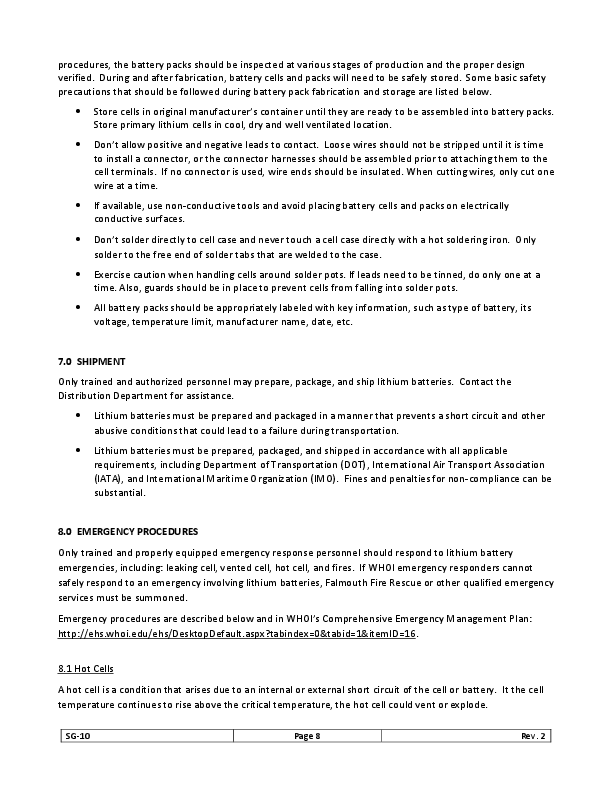 procedures, the battery packs should be inspected at various stages of production and the proper design
verified.  During and after fabrication, battery cells and packs will need to be safely stored.  Some basic safety
precautions that should be followed during battery pack fabrication and storage are listed below.
• Store cells in original manufacturer's container until they are ready to be assembled into battery packs.
Store primary lithium cells in cool, dry and well ventilated location.
• Don't allow positive and negative leads to contact.  Loose wires should not be stripped until it is time
to install a connector, or the connector harnesses should be assembled prior to attaching them to the
cell terminals.  If no connector is used, wire ends should be insulated. When cutting wires, only cut one
wire at a time.
• If available, use non-conductive tools and avoid placing battery cells and packs on electrically
conductive surfaces.
• Don't solder directly to cell case and never touch a cell case directly with a hot soldering iron.  Only
solder to the free end of solder tabs that are welded to the case.
• Exercise caution when handling cells around solder pots. If leads need to be tinned, do only one at a
time. Also, guards should be in place to prevent cells from falling into solder pots.
• All battery packs should be appropriately labeled with key information, such as type of battery, its
voltage, temperature limit, manufacturer name, date, etc.
7.0  SHIPMENT
Only trained and authorized personnel may prepare, package, and ship lithium batteries.  Contact the
Distribution Department for assistance.
• Lithium batteries must be prepared and packaged in a manner that prevents a short circuit and other
abusive conditions that could lead to a failure during transportation.
• Lithium batteries must be prepared, packaged, and shipped in accordance with all applicable
requirements, including Department of Transportation (DOT), International Air Transport Association
(IATA), and International Maritime Organization (IMO).  Fines and penalties for non-compliance can be
substantial.
8.0  EMERGENCY PROCEDURES
Only trained and properly equipped emergency response personnel should respond to lithium battery
emergencies, including: leaking cell, vented cell, hot cell, and fires.  If WHOI emergency responders cannot
safely respond to an emergency involving lithium batteries, Falmouth Fire Rescue or other qualified emergency
services must be summoned.
Emergency procedures are described below and in WHOI's Comprehensive Emergency Management Plan:
http://ehs.whoi.edu/ehs/DesktopDefault.aspx?tabindex=0&tabid=1&itemID=16.
8.1 Hot Cells
A hot cell is a condition that arises due to an internal or external short circuit of the cell or battery.  It the cell
temperature continues to rise above the critical temperature, the hot cell could vent or explode.
SG-10 Page 8 Rev. 2